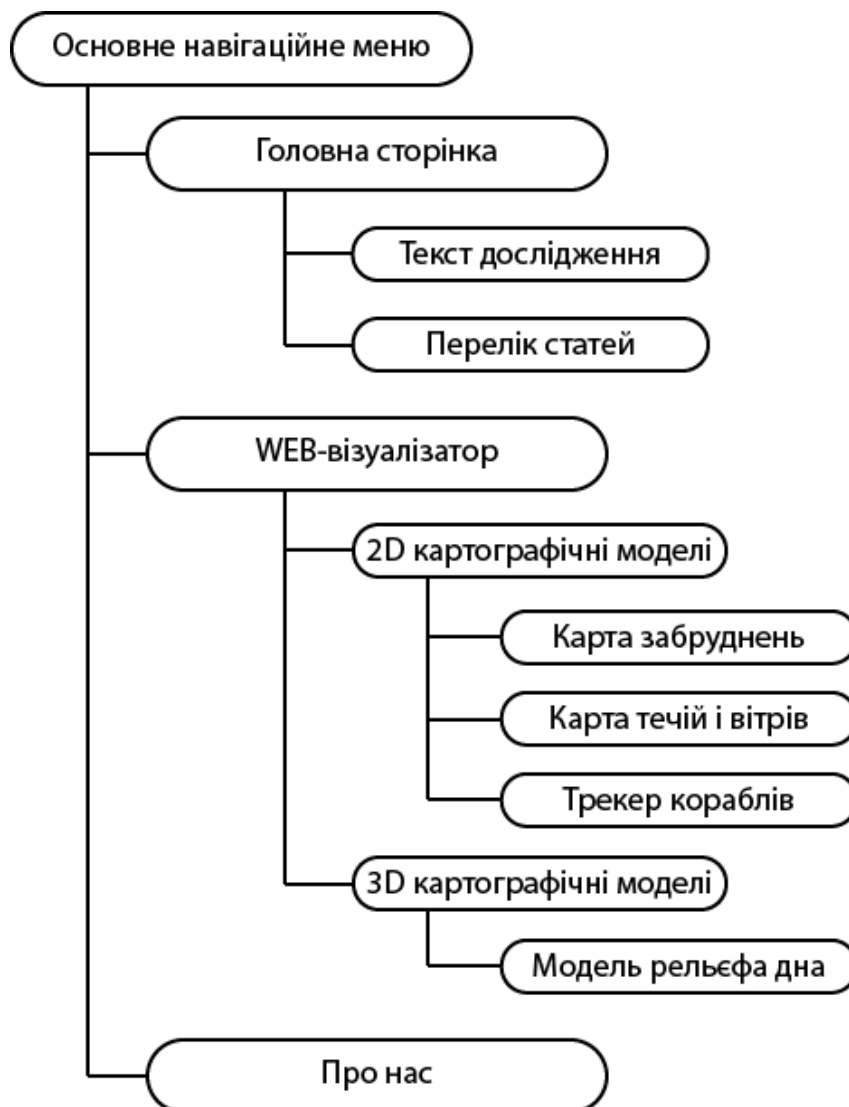 Основне навігаційне меню
Головна сторінка
Текст дослідження
Перелік статей
WEB-візуалізатор
2D картографічні моделі
Карта забруднень
Карта течій і вітрів
Трекер кораблів
3D картографічні моделі
Модель рельєфа дна
Про нас